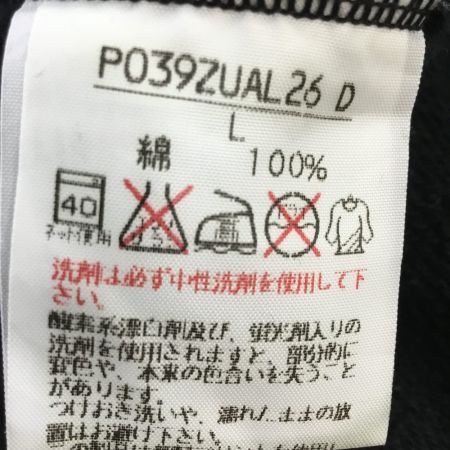 P039ZUAL26 D
L
綿 100%
40
ネット使用
エンソ
洗剤は必ず中性洗剤を使用して下
さい。
酸素系漂白剤及び、蛍光剤入りの
洗剤を使用されますと、部分的に
変色や、本来の色合いを失うこと
があります。
つけおき洗いや、濡れたままの放
置はお避け下さい。